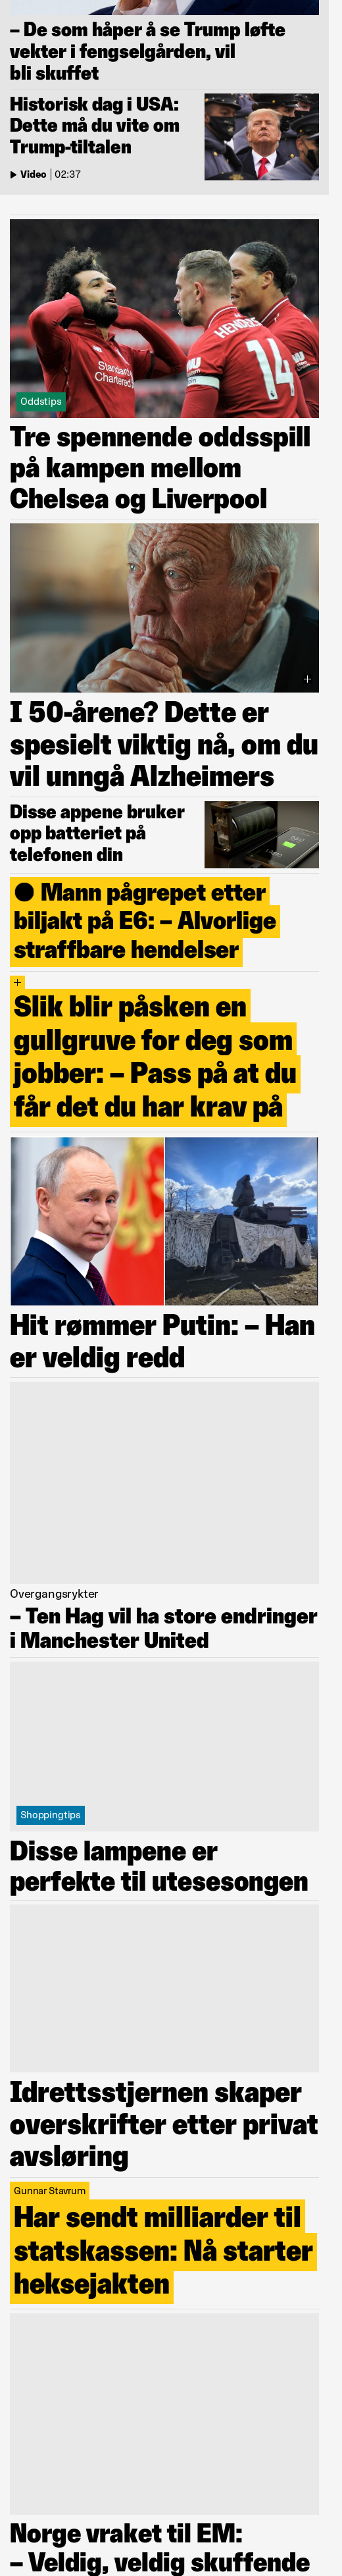 – De som håper å se Trump løfte
vekter i fengselgården, vil
bli skuffet
Historisk dag i USA:
Dette må du vite om
Trump-tiltalen
Video | 02:37
Standard
Chartered
HENDE
14
Oddstips
Tre spennende oddsspill
på kampen mellom
Chelsea og Liverpool
+
I 50-årene? Dette er
spesielt viktig nå, om du
vil unngå Alzheimers
Disse appene bruker
opp batteriet på
telefonen din
● Mann pågrepet etter
biljakt på E6: – Alvorlige
straffbare hendelser
+
Slik blir påsken en
gullgruve for deg som
jobber: – Pass på at du
får det du har krav på
Hit rømmer Putin: – Han
er veldig redd
Overgangsrykter
– Ten Hag vil ha store endringer
i Manchester United
Shoppingtips
Disse lampene er
perfekte til utesesongen
Idrettsstjernen skaper
overskrifter etter privat
avsløring
Gunnar Stavrum
Har sendt milliarder til
statskassen: Nå starter
heksejakten
Norge vraket til EM:
– Veldig, veldig skuffende